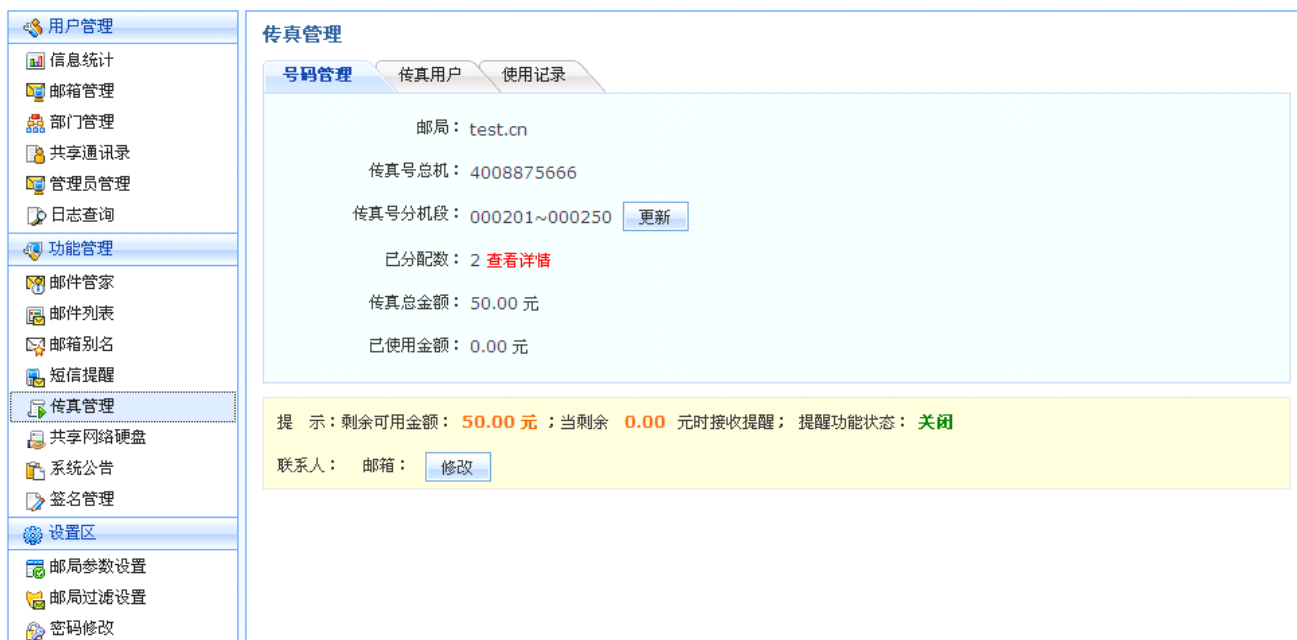 用户管理
信息统计
邮箱管理
部门管理
共享通讯录
管理员管理
日志查询
功能管理
邮件管家
邮件列表
邮箱别名
短信提醒
传真管理
共享网络硬盘
系统公告
签名管理
设置区
邮局参数设置
邮局过滤设置
密码修改
传真管理
号码管理 传真用户 使用记录
邮局： test.cn
传真号总机： 4008875666
传真号分机段： 000201~000250 更新
已分配数： 2 查看详情
传真总金额： 50.00 元
已使用金额： 0.00 元
提 示：剩余可用金额： 50.00 元 ；当剩余 0.00 元时接收提醒； 提醒功能状态： 关闭
联系人： 邮箱： 修改